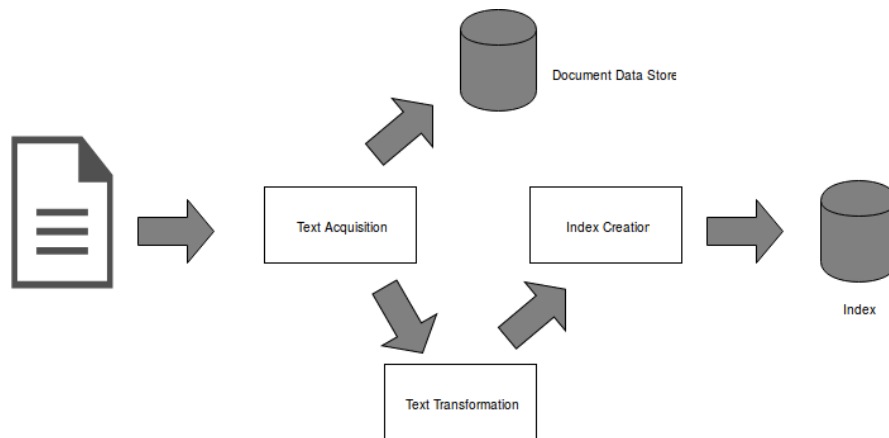 Document Data Store
Text Acquisition
Index Creation
Index
Text Transformation